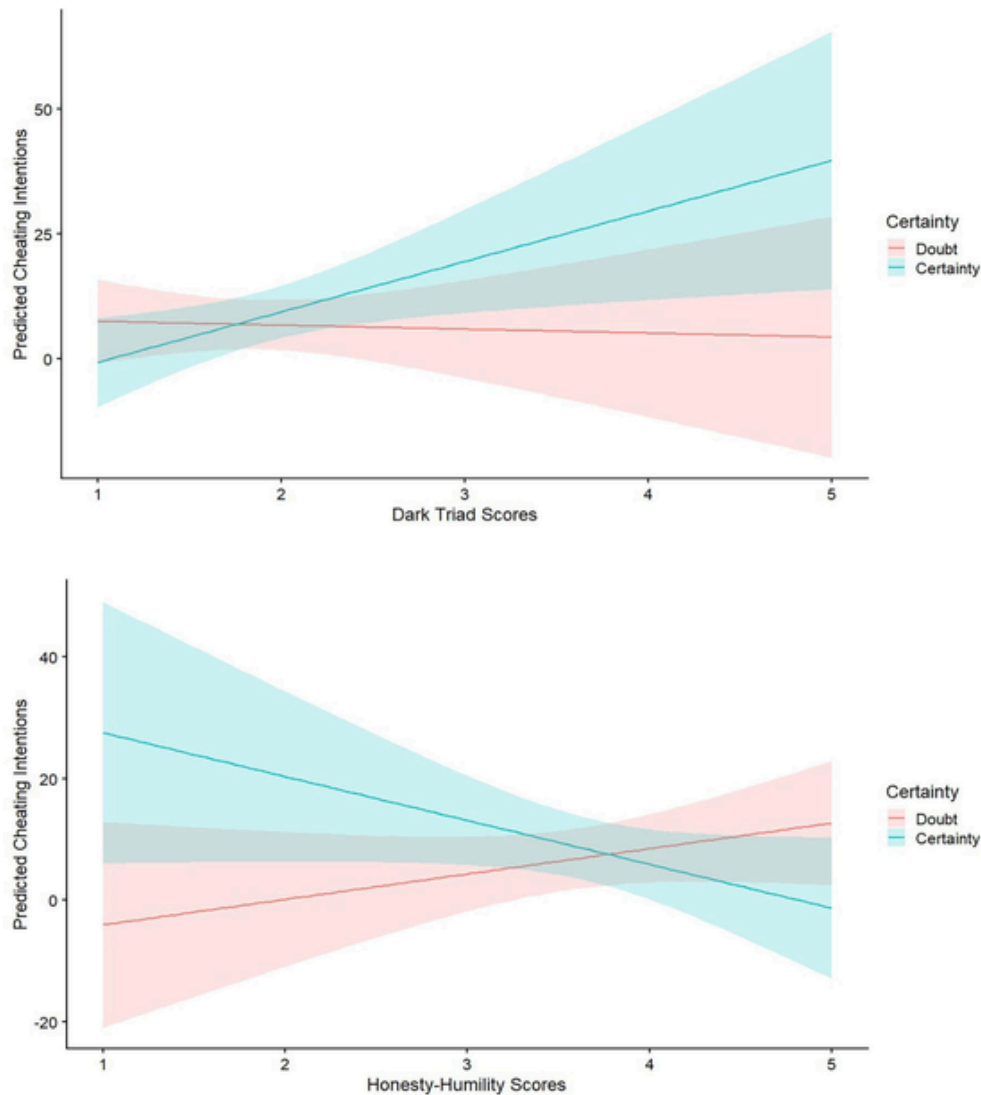 50
25
0
Predicted Cheating Intentions
1 2 3 4 5
Dark Triad Scores
Certainty
Doubt
Certainty
40
20
0
-20
Predicted Cheating Intentions
1 2 3 4 5
Honesty-Humility Scores
Certainty
Doubt
Certainty